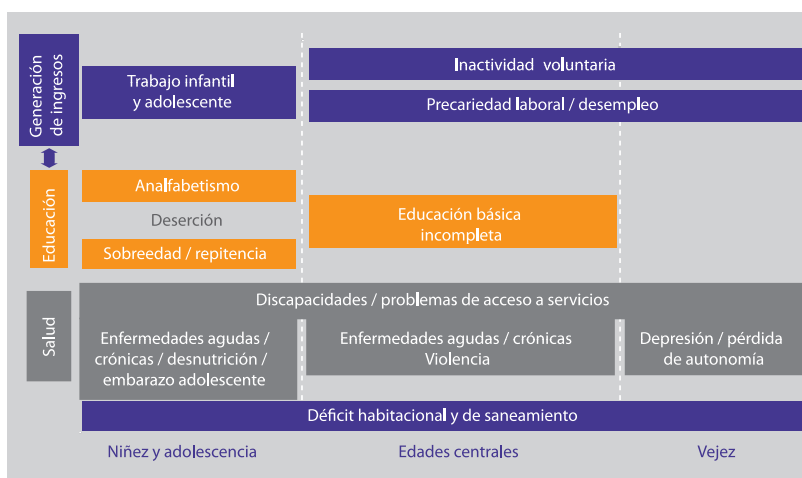 Generación
de ingresos
Trabajo infantil
y adolescente
Inactividad voluntaria
Precariedad laboral / desempleo
Educación
Analfabetismo
Deserción
Sobreedad / repitencia
Educación básica
incompleta
Salud
Discapacidades / problemas de acceso a servicios
Enfermedades agudas /
crónicas / desnutrición /
embarazo adolescente
Enfermedades agudas / crónicas
Violencia
Depresión / pérdida
de autonomía
Déficit habitacional y de saneamiento
Niñez y adolescencia
Edades centrales
Vejez